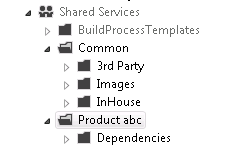 Shared Services
BuildProcessTemplates
Common
3rd Party
Images
InHouse
Product abc
Dependencies